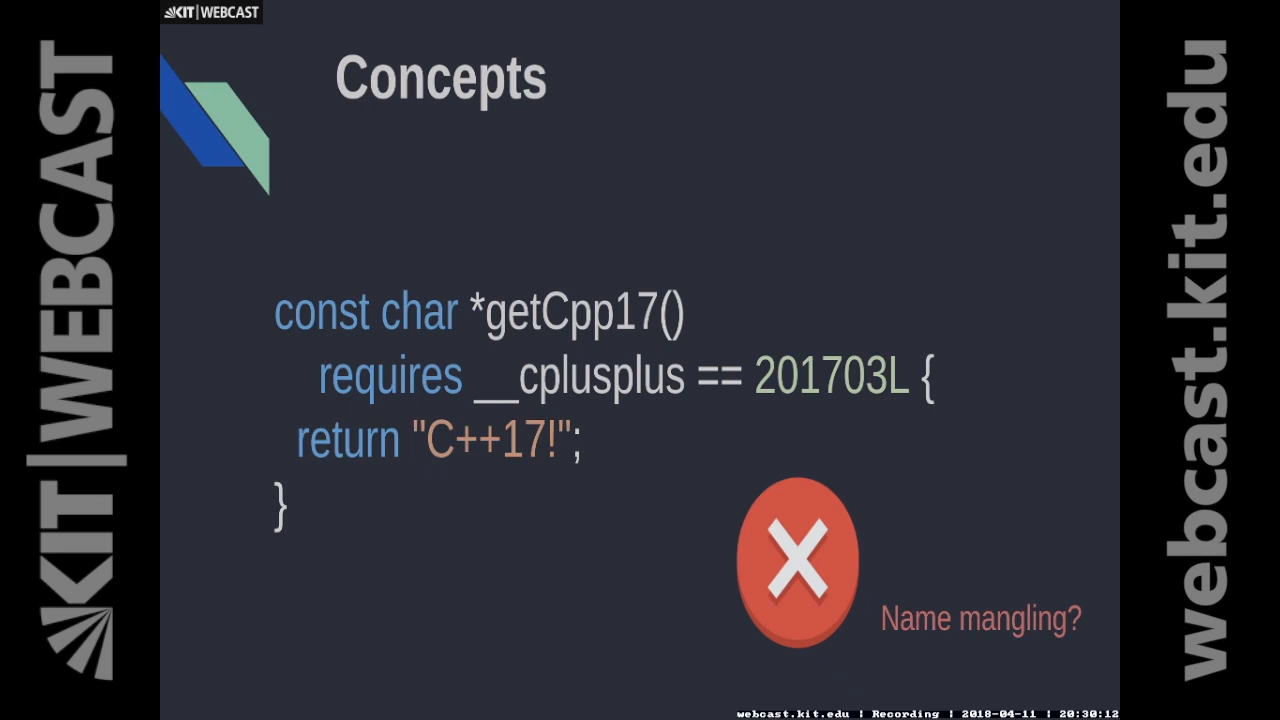 KIT|WEBCAST
KIT|WEBCAST
webcast.kit.edu
Concepts
const char *getCpp17()
requires __cplusplus == 201703L {
return "C++17!";
}
Name mangling?
webcast.kit.edu | Recording | 2018-04-11 | 20:30:12